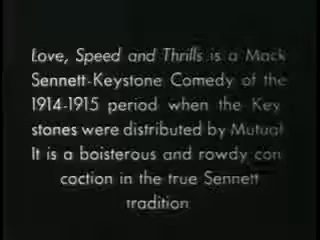 Love, Speed and Thrills is a Mack
Sennett-Keystone Comedy of the
1914-1915 period when the Key
stones were distributed by Mutual
It is a boisterous and rowdy con
coction in the true Sennett
tradition